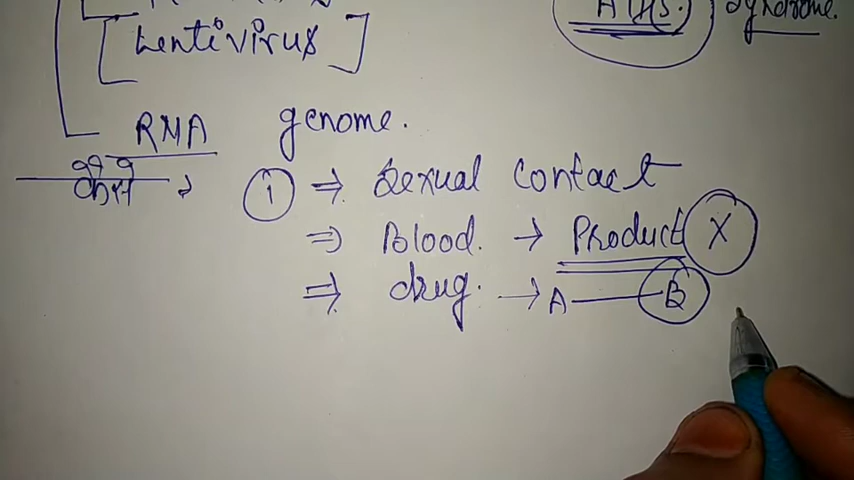 AIDS. Syndrome.
[Lentivirus]
RNA genome.
① ⇒ Sexual Contact
⇒ Blood. → Product X
⇒ drug. → A — B